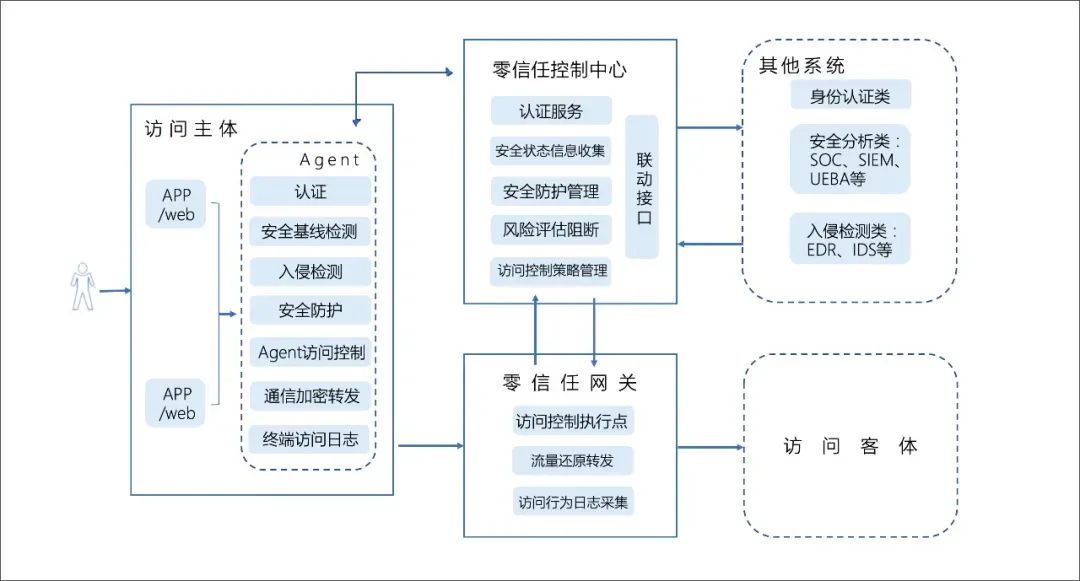 访问主体
APP
/web
APP
/web
Agent
认证
安全基线检测
入侵检测
安全防护
Agent访问控制
通信加密转发
终端访问日志
零信任控制中心
认证服务
安全状态信息收集
安全防护管理
风险评估阻断
访问控制策略管理
联动接口
其他系统
身份认证类
安全分析类：
SOC、SIEM、
UEBA等
入侵检测类：
EDR、IDS等
零信任网关
访问控制执行点
流量还原转发
访问行为日志采集
访问客体